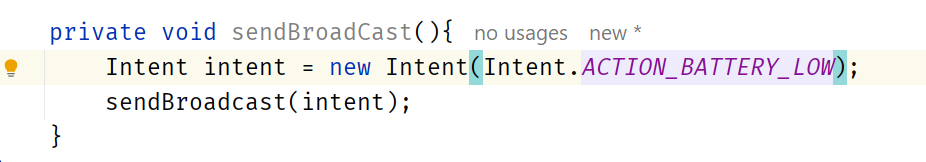 private void sendBroadCast(){ no usages new *
Intent intent = new Intent(Intent.ACTION_BATTERY_LOW);
sendBroadcast(intent);
}